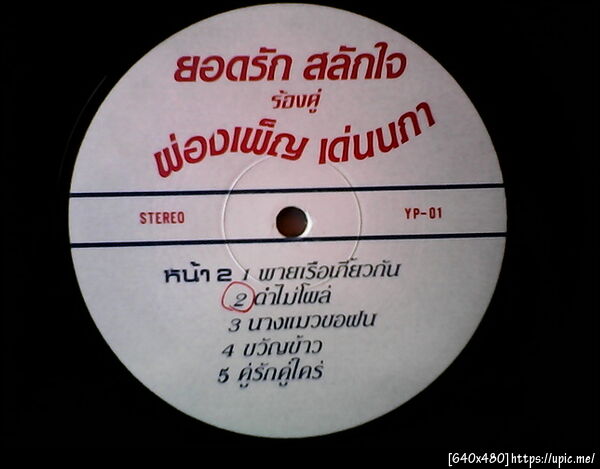 ยอดรัก สลักใจ
ร้องคู่
ผ่องเพ็ญ เด่นนภา
STEREO
YP-01
หน้า 2 1 พายเรือเกี้ยวกัน
2 ดำไม่โผล่
3 นางแมวขอฝน
4 ขวัญข้าว
5 คู่รักคู่ใคร่
[640x480]https://upic.me/